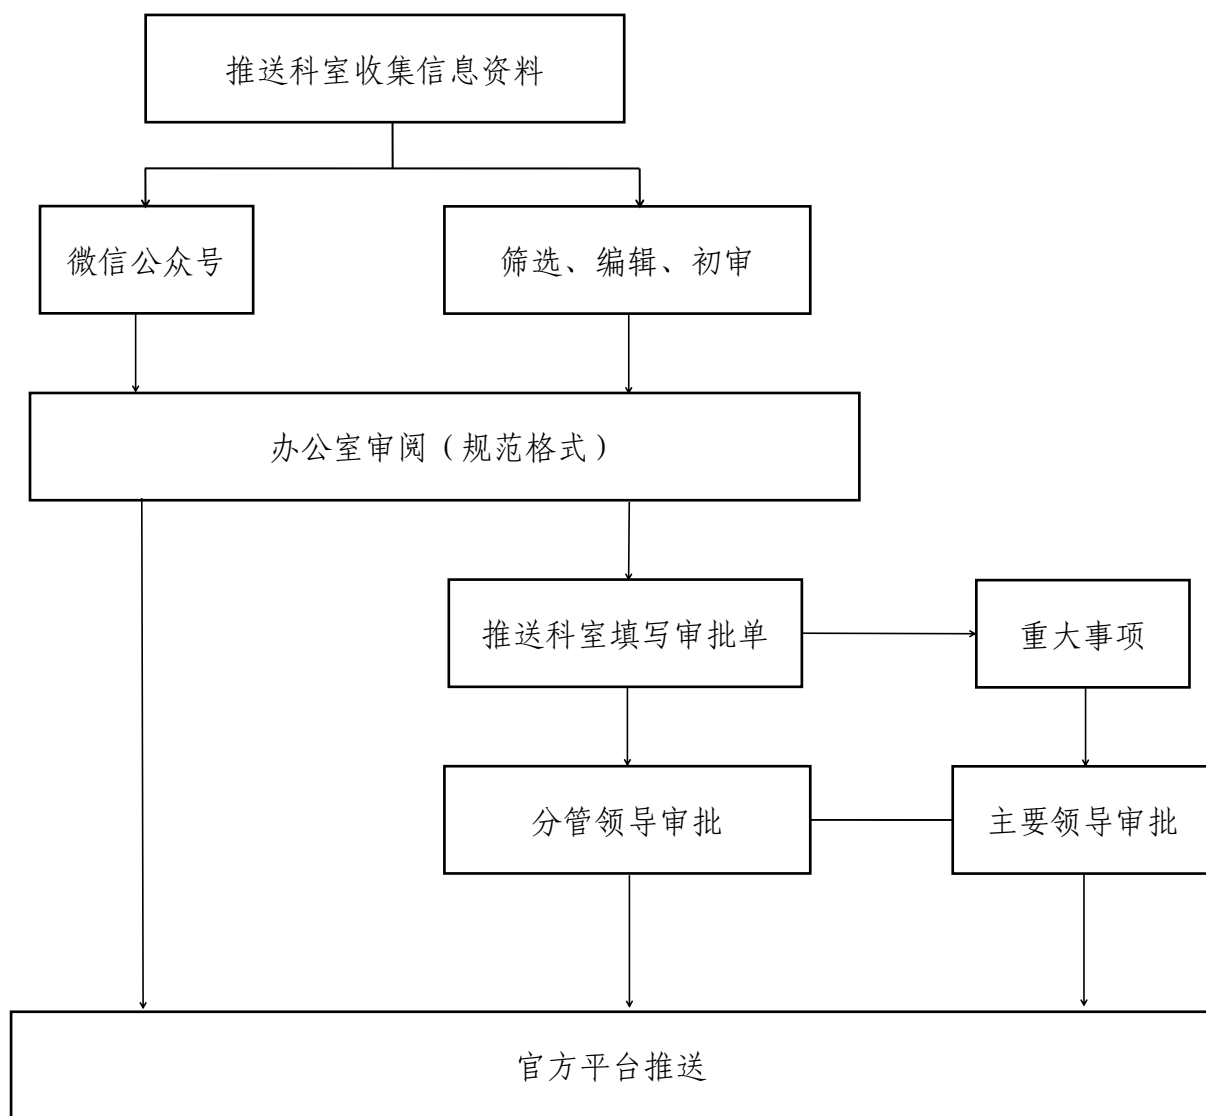 推送科室收集信息资料
微信公众号
筛选、编辑、初审
办公室审阅（规范格式）
推送科室填写审批单
重大事项
分管领导审批
主要领导审批
官方平台推送